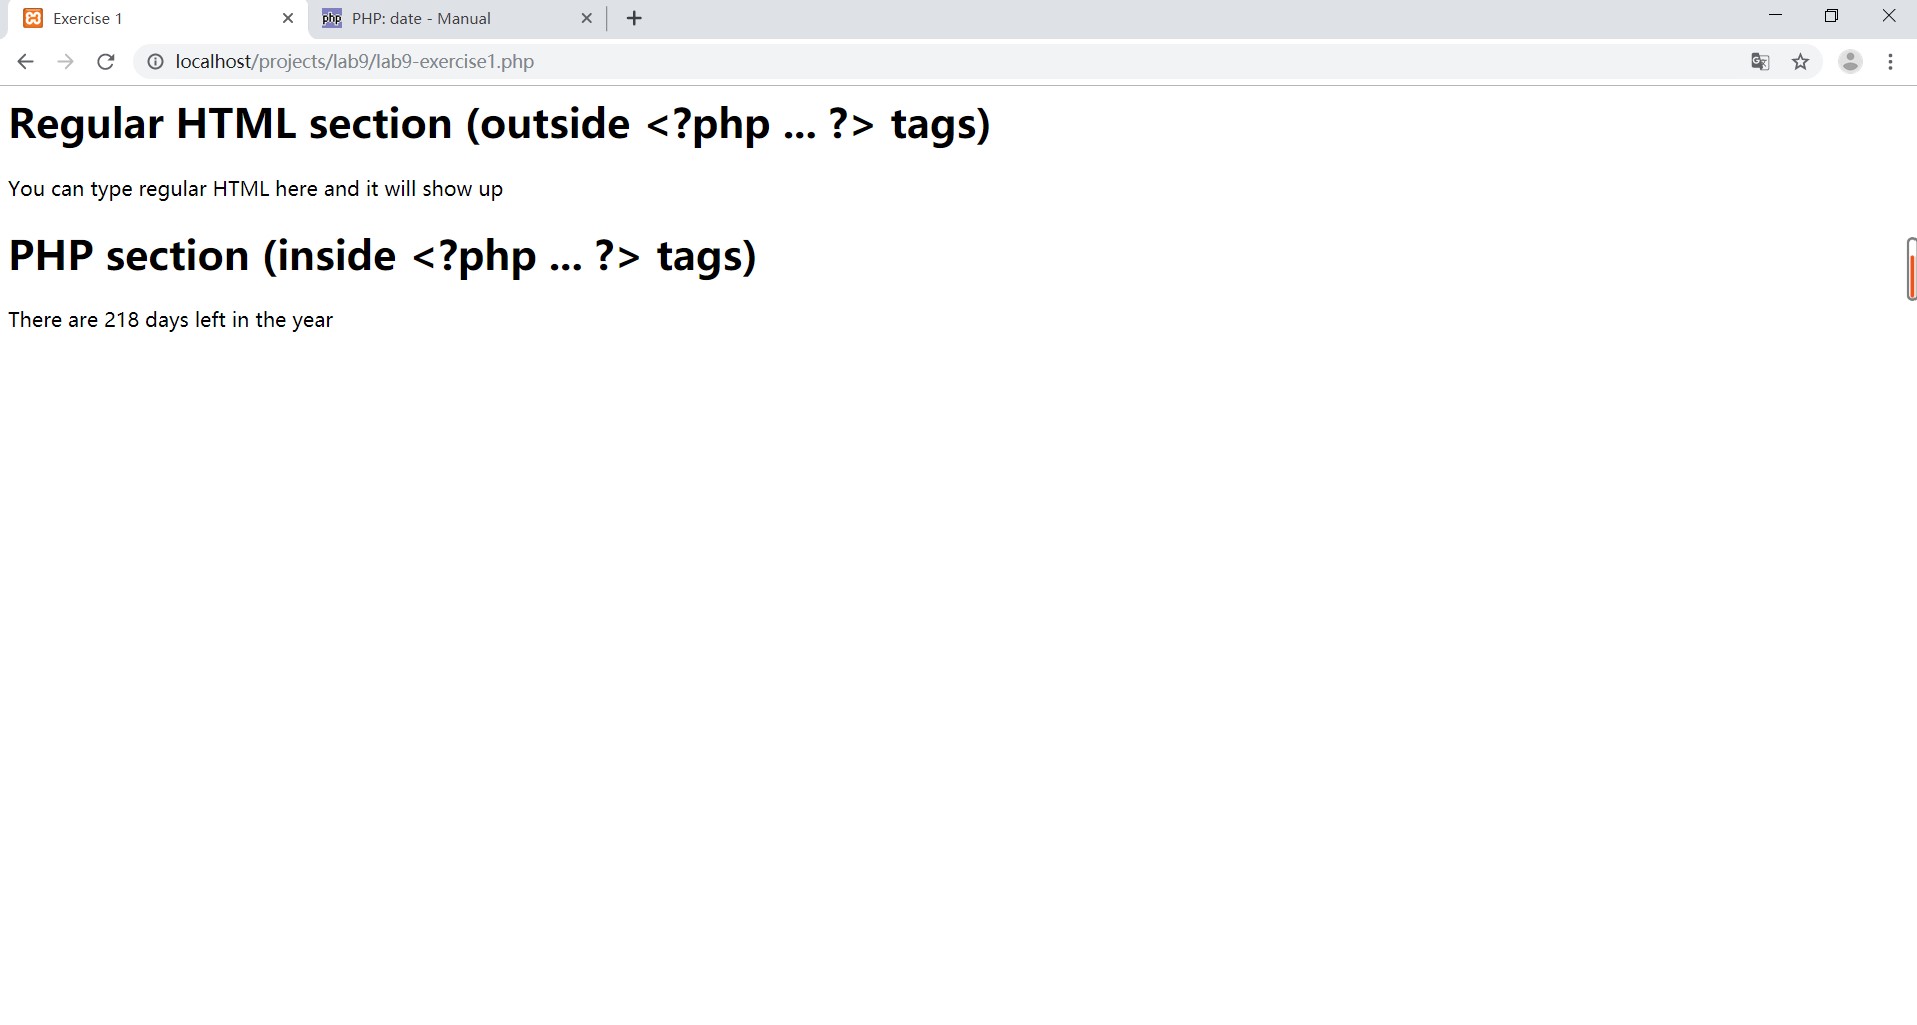 Exercise 1
php PHP: date - Manual
localhost/projects/lab9/lab9-exercise1.php
Regular HTML section (outside <?php ... ?> tags)
You can type regular HTML here and it will show up
PHP section (inside <?php ... ?> tags)
There are 218 days left in the year